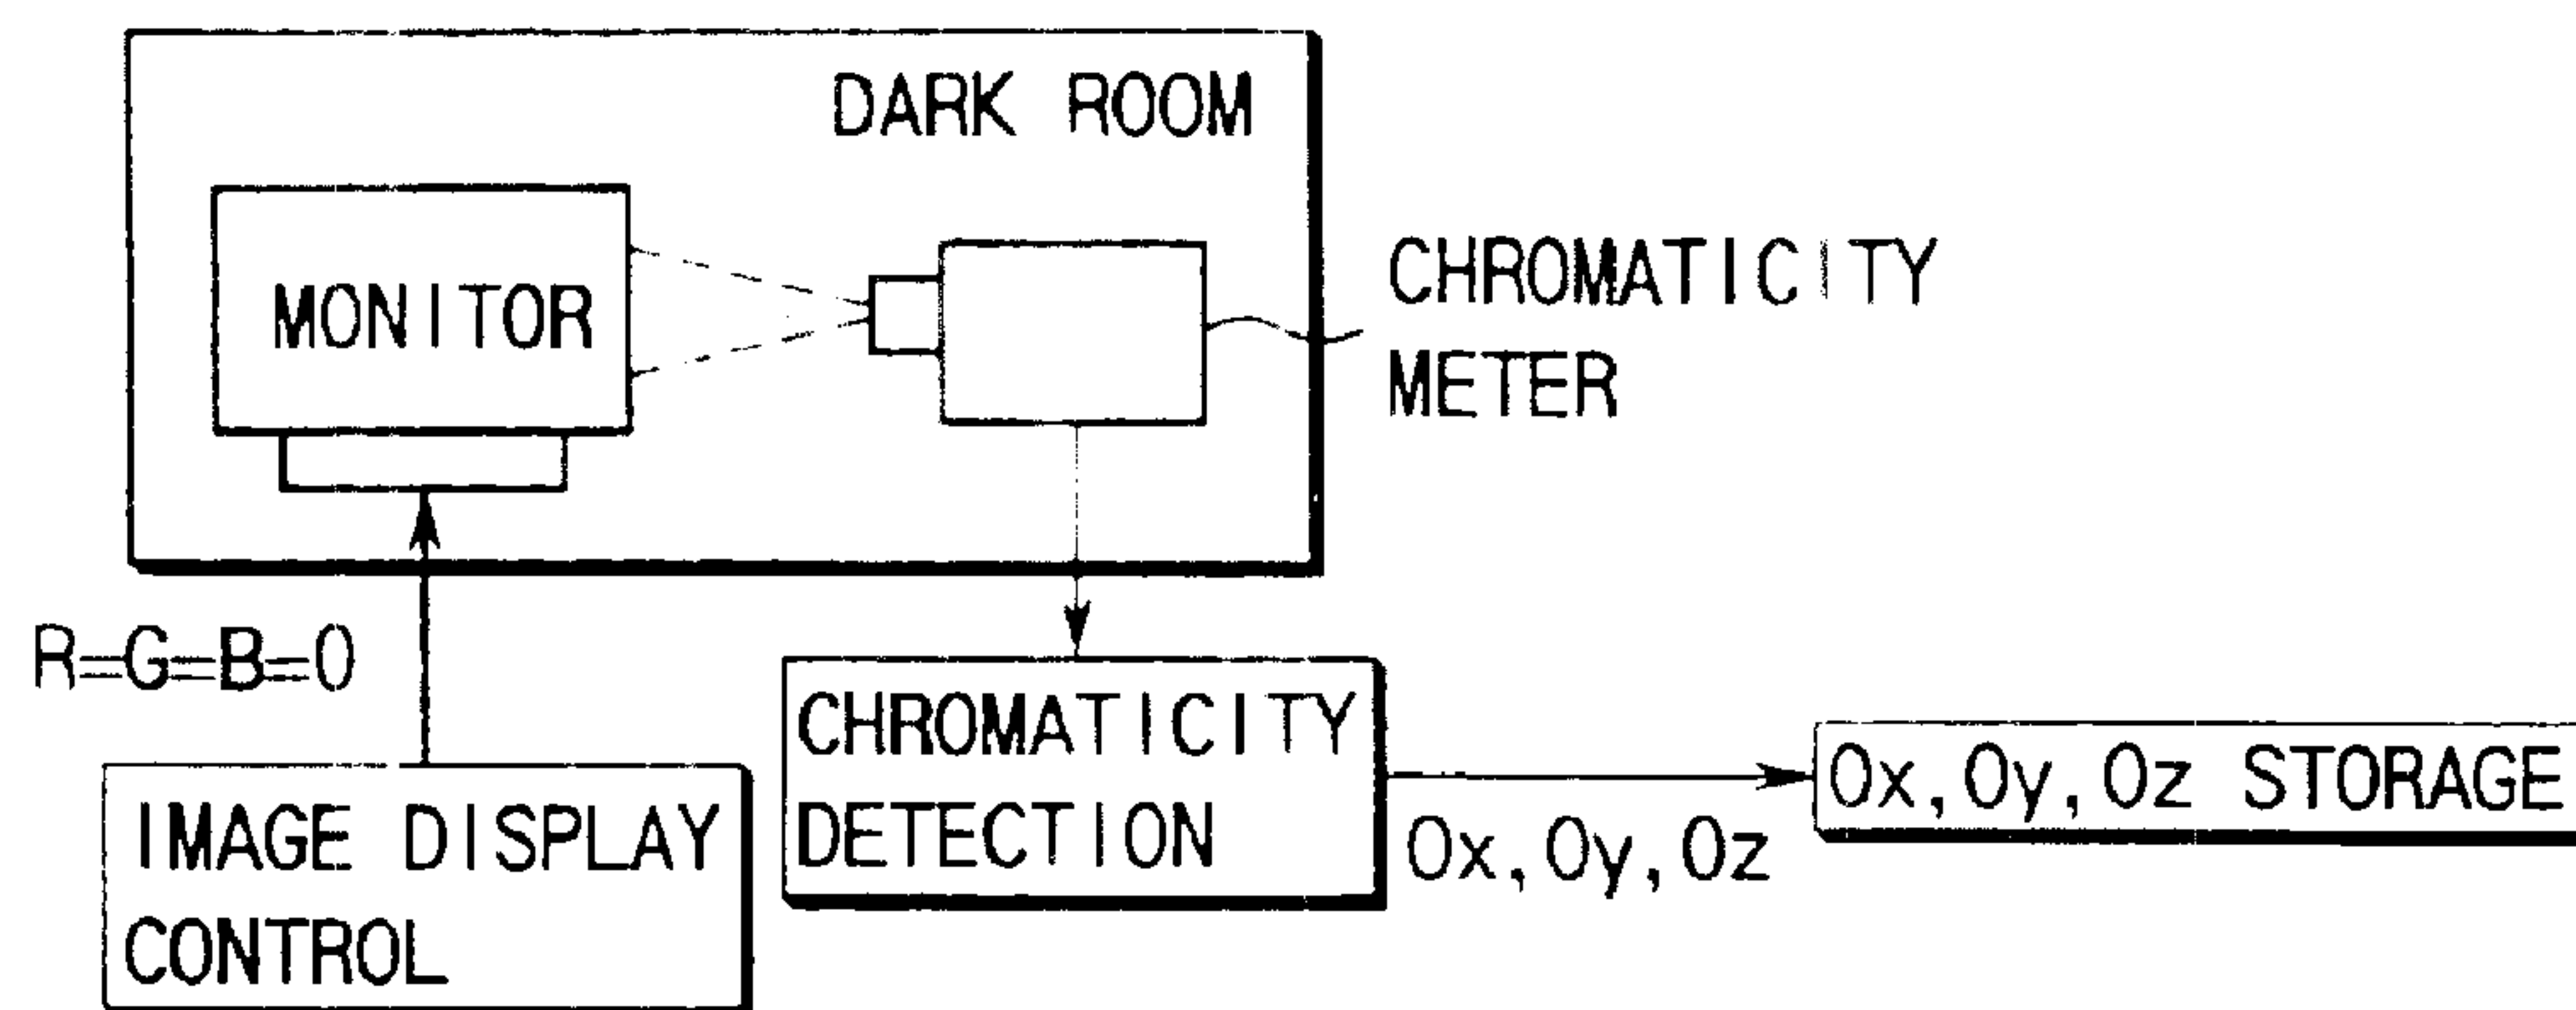 DARK ROOM
MONITOR
CHROMATICITY
METER
R=G=B=0
CHROMATICITY
DETECTION
Ox, Oy, Oz
Ox, Oy, Oz STORAGE
IMAGE DISPLAY
CONTROL